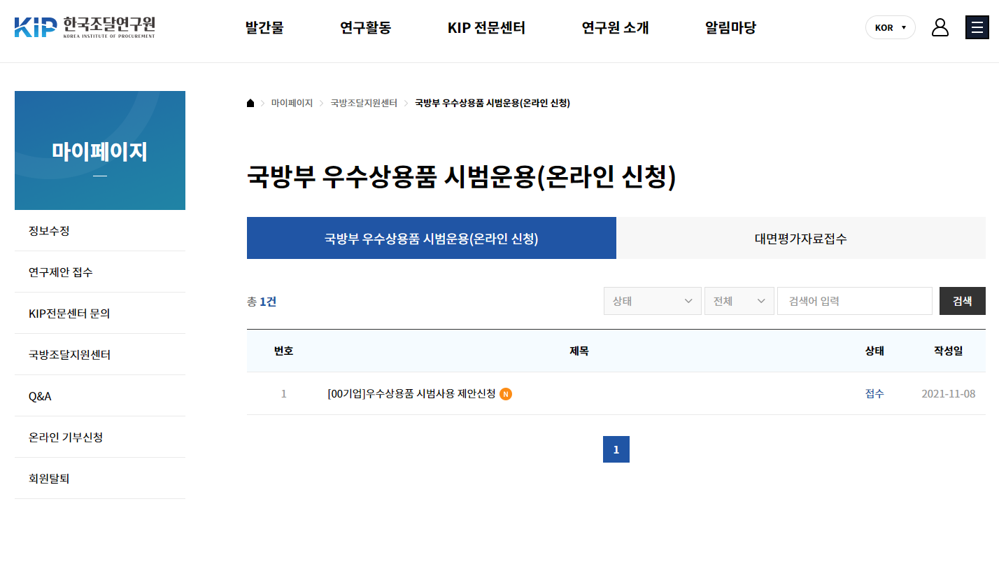 KIP 한국조달연구원
KOREA INSTITUTE OF PROCUREMENT
발간물 연구활동 KIP 전문센터 연구원 소개 알림마당
KOR
마이페이지
정보수정
연구제안 접수
KIP전문센터 문의
국방조달지원센터
Q&A
온라인 기부신청
회원탈퇴
마이페이지 국방조달지원센터 국방부 우수상용품 시범운용(온라인 신청)
국방부 우수상용품 시범운용(온라인 신청)
국방부 우수상용품 시범운용(온라인 신청) 대면평가자료접수
총 1건 상태 전체 검색어 입력 검색
번호 제목 상태 작성일
1 [00기업]우수상용품 시범사용 제안신청 N 접수 2021-11-08
1